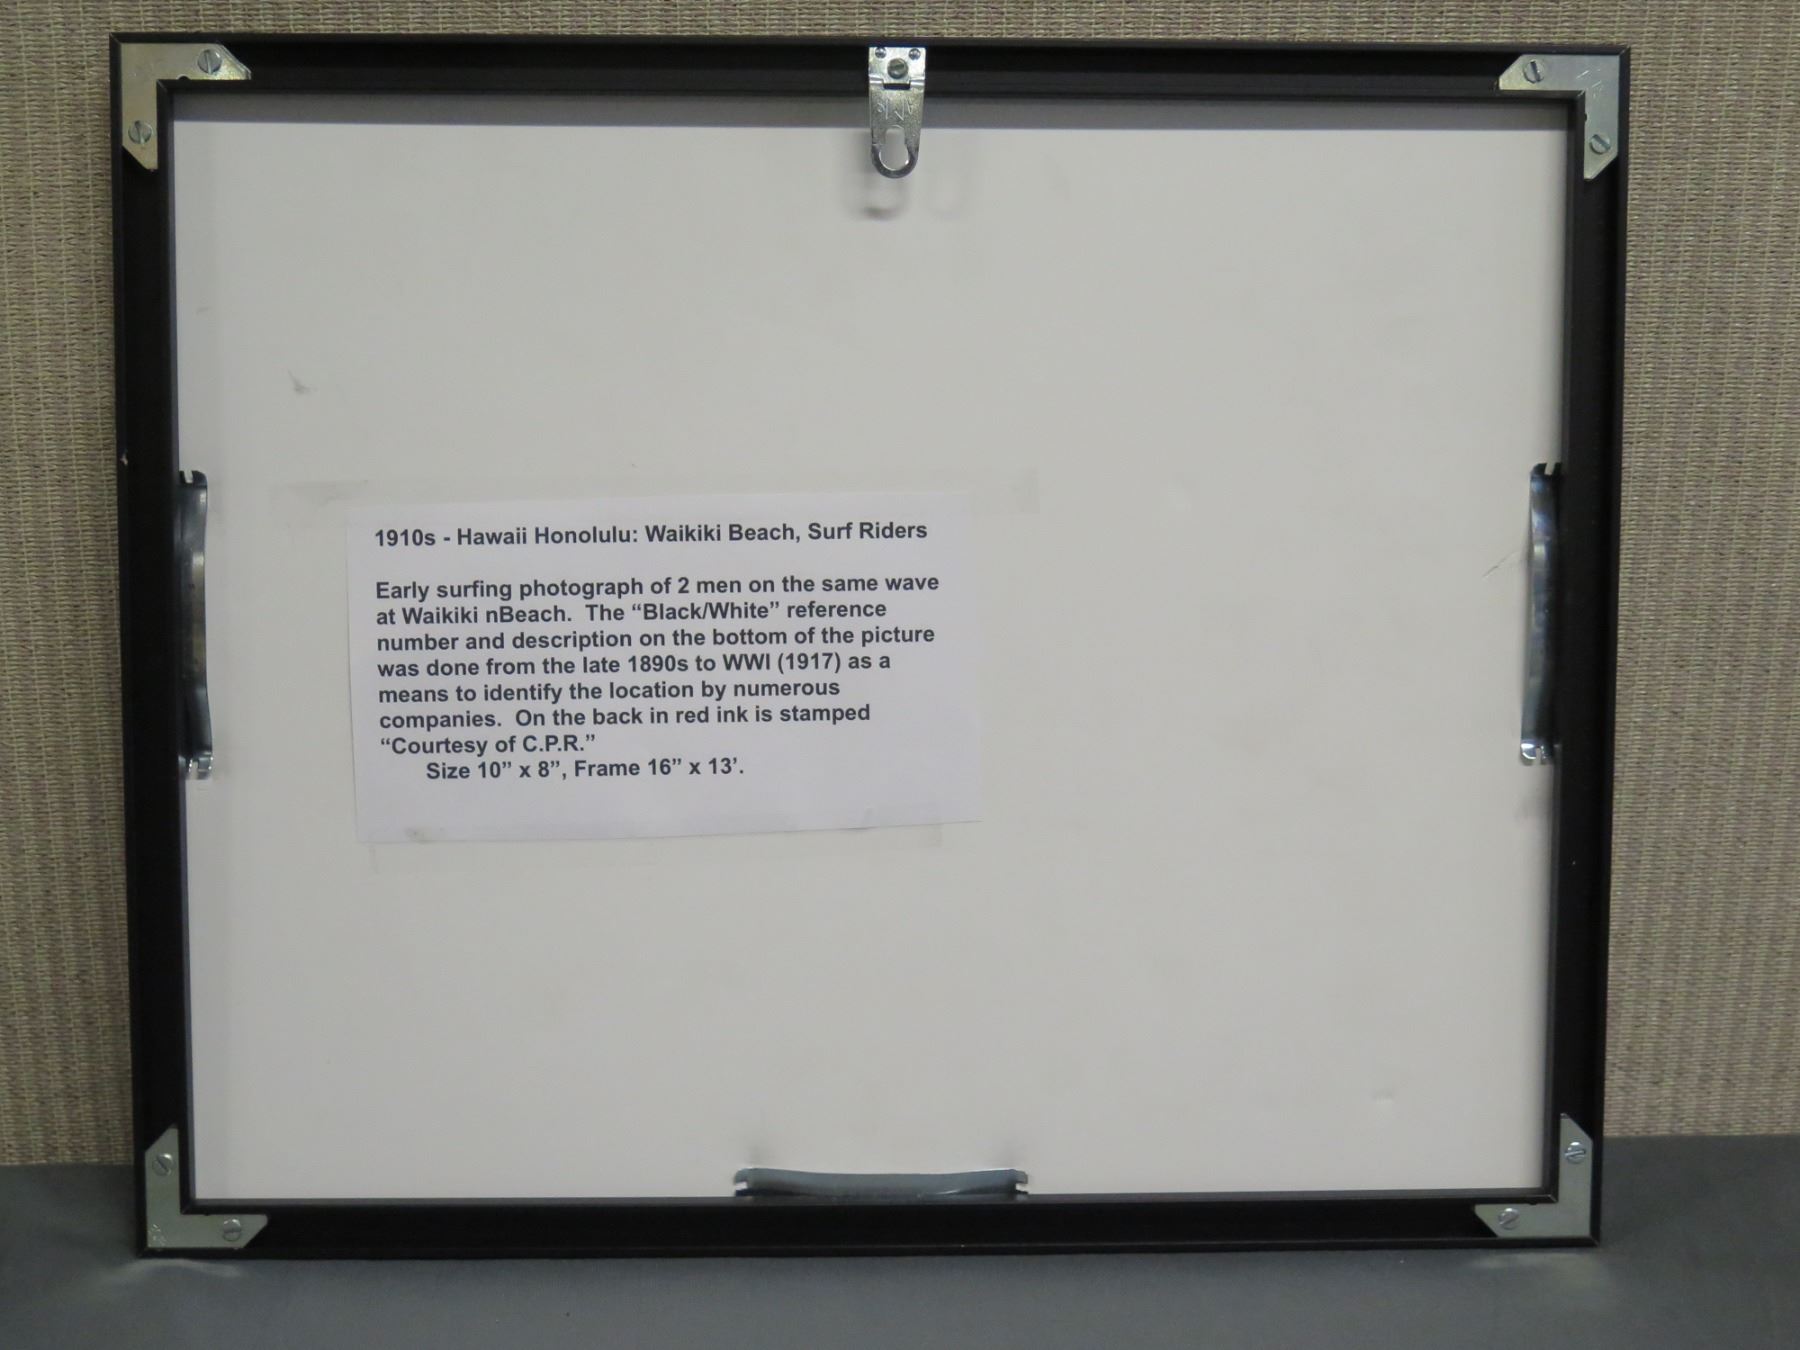 1910s - Hawaii Honolulu: Waikiki Beach, Surf Riders
Early surfing photograph of 2 men on the same wave
at Waikiki nBeach. The “Black/White” reference
number and description on the bottom of the picture
was done from the late 1890s to WWI (1917) as a
means to identify the location by numerous
companies. On the back in red ink is stamped
“Courtesy of C.P.R.”
Size 10” x 8”, Frame 16” x 13’.